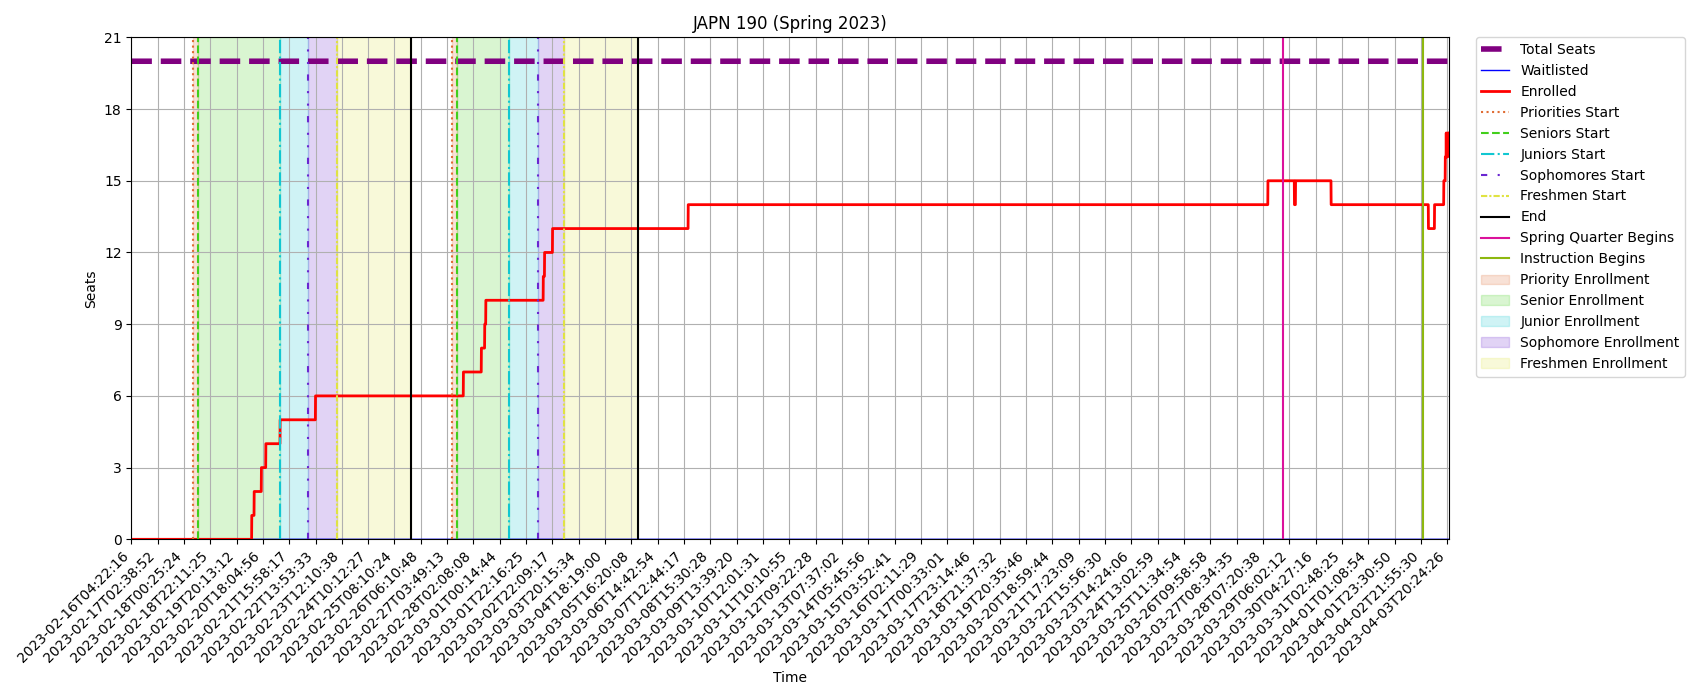 JAPN 190 (Spring 2023)
21
18
15
12
9
6
3
0
Seats
2023-02-16T04:22:16
2023-02-17T02:38:52
2023-02-18T00:25:24
2023-02-18T22:11:25
2023-02-19T20:13:12
2023-02-20T18:04:56
2023-02-21T15:58:17
2023-02-22T13:53:33
2023-02-23T12:10:38
2023-02-24T10:12:27
2023-02-25T08:10:24
2023-02-26T06:10:48
2023-02-27T03:49:13
2023-02-28T02:08:08
2023-03-01T00:14:44
2023-03-01T22:16:25
2023-03-02T22:09:17
2023-03-03T20:15:34
2023-03-04T18:19:00
2023-03-05T16:20:08
2023-03-06T14:42:54
2023-03-07T12:44:17
2023-03-08T15:30:28
2023-03-09T13:39:20
2023-03-10T12:01:31
2023-03-11T10:10:55
2023-03-12T09:22:28
2023-03-13T07:37:02
2023-03-14T05:45:56
2023-03-15T03:52:41
2023-03-16T02:11:29
2023-03-17T00:33:01
2023-03-17T23:14:46
2023-03-18T21:37:32
2023-03-19T20:35:46
2023-03-20T18:59:44
2023-03-21T17:23:09
2023-03-22T15:56:30
2023-03-23T14:24:06
2023-03-24T13:02:59
2023-03-25T11:34:54
2023-03-26T09:58:58
2023-03-27T08:34:35
2023-03-28T07:20:38
2023-03-29T06:02:12
2023-03-30T04:27:16
2023-03-31T02:48:25
2023-04-01T01:08:54
2023-04-01T23:30:50
2023-04-02T21:55:30
2023-04-03T20:24:26
Time
Total Seats
Waitlisted
Enrolled
Priorities Start
Seniors Start
Juniors Start
Sophomores Start
Freshmen Start
End
Spring Quarter Begins
Instruction Begins
Priority Enrollment
Senior Enrollment
Junior Enrollment
Sophomore Enrollment
Freshmen Enrollment